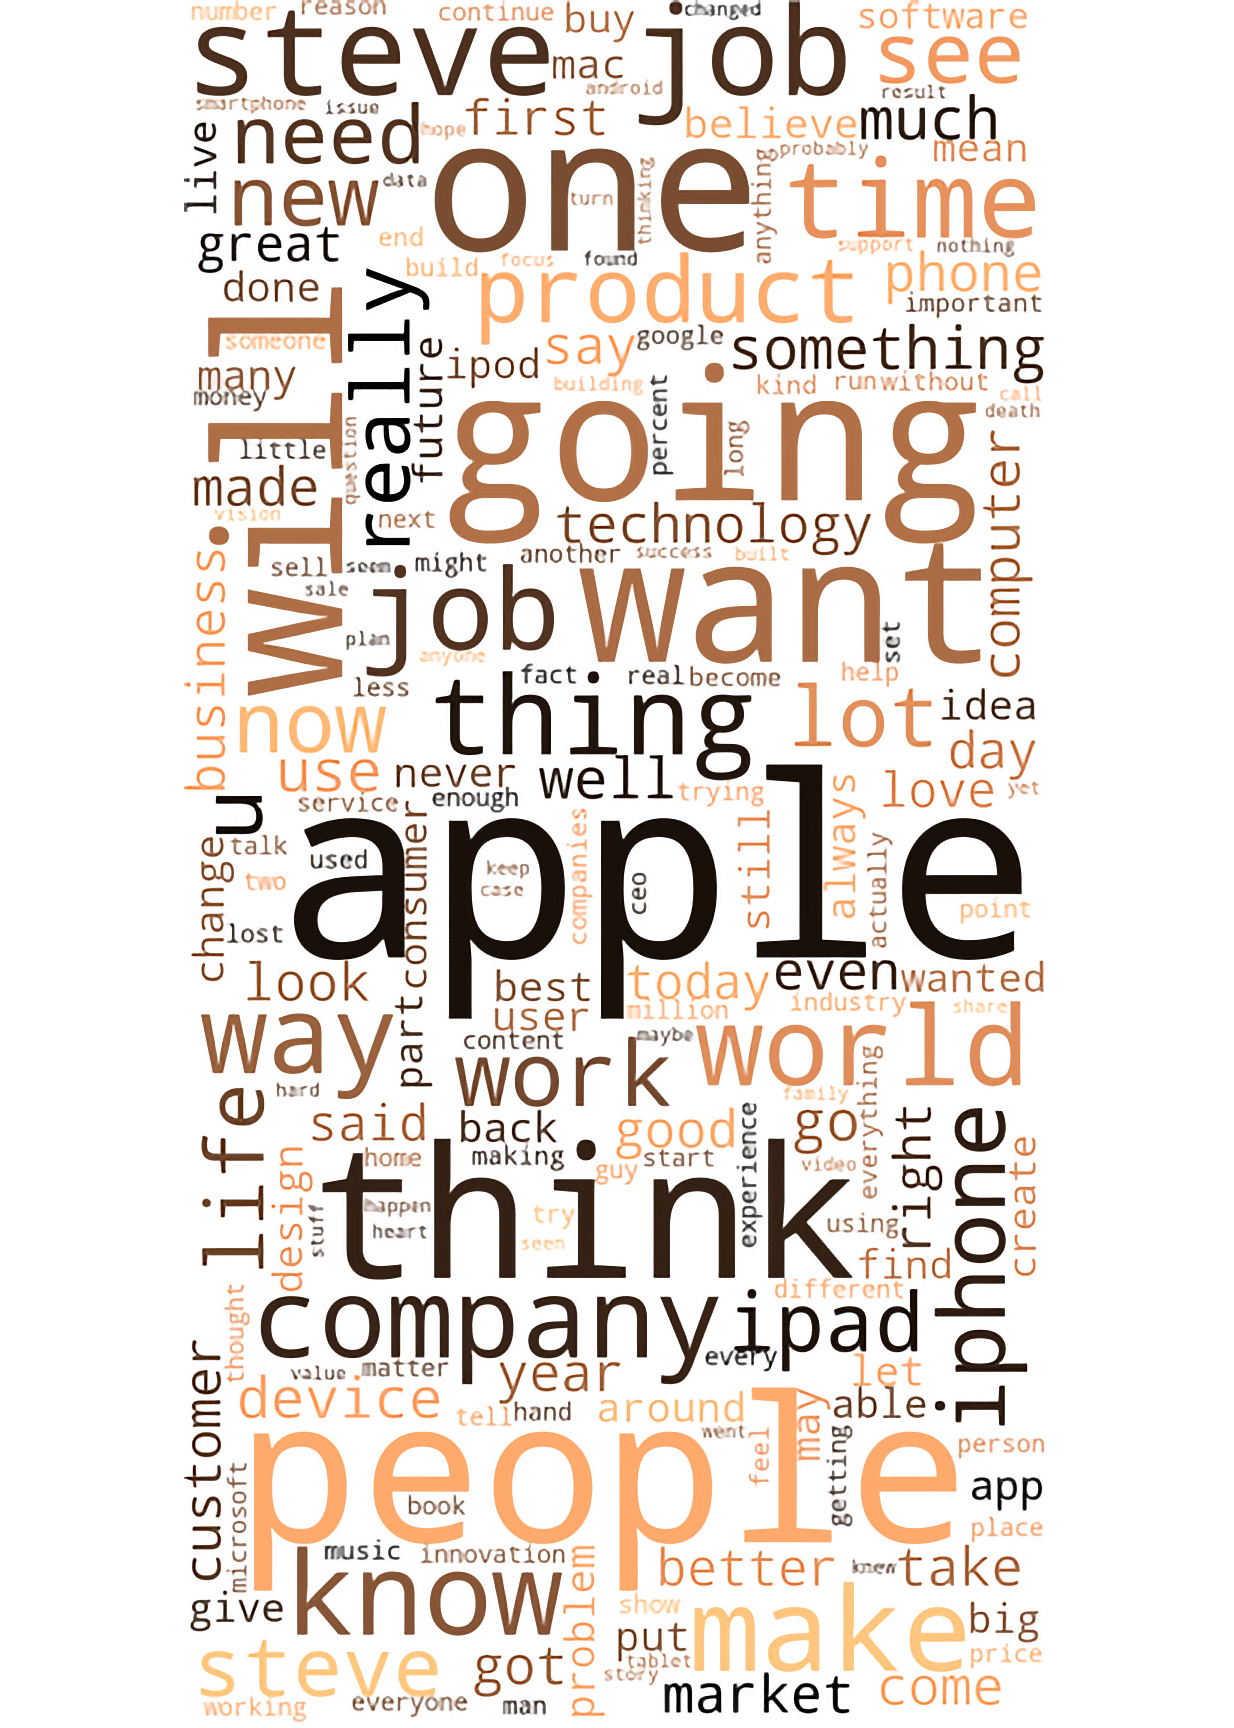 number reason continue buy changed software
steve job see
mac android result
smartphone issue
need hope first believe much
live new data one turn thinking anything probably mean
time
great end support nothing
build focus found
done product phone
important
will someone really future ipod say google something
many building kind run without
money call
death
going percent long
little question computer
made
vision next technology
business another success built
sell seem might job want
sale
plan set
anyone
fact real become help
less thing lot idea
now day
use never well trying love yet
u service enough consumer companies still always
change talk used apple keep ceo actually
two case point
lost
look best today even wanted
user million industry share
way part content maybe world
work
hard family everything
life said back good go
home making guy start experience video right iphone
design think create
stuff happen try using
heart seen find
different
thought company ipad
every
customer value matter year let
device tell hand around may able
went
people feel getting person
microsoft book app
place
music innovation problem better knew take
give know show make big
put
steve got tablet price
story
working everyone man market come